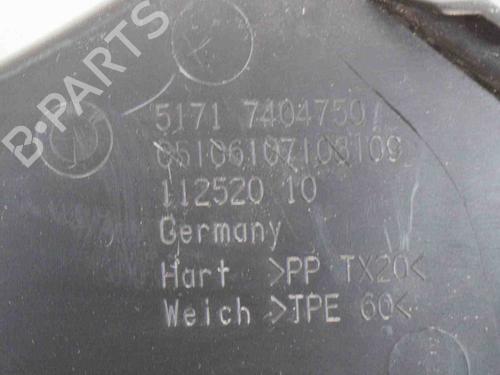 B-PARTS
K
5171 7404750
05106107108109
112520 10
Germany
Hart >PP TX20<
Weich >TPE 60<